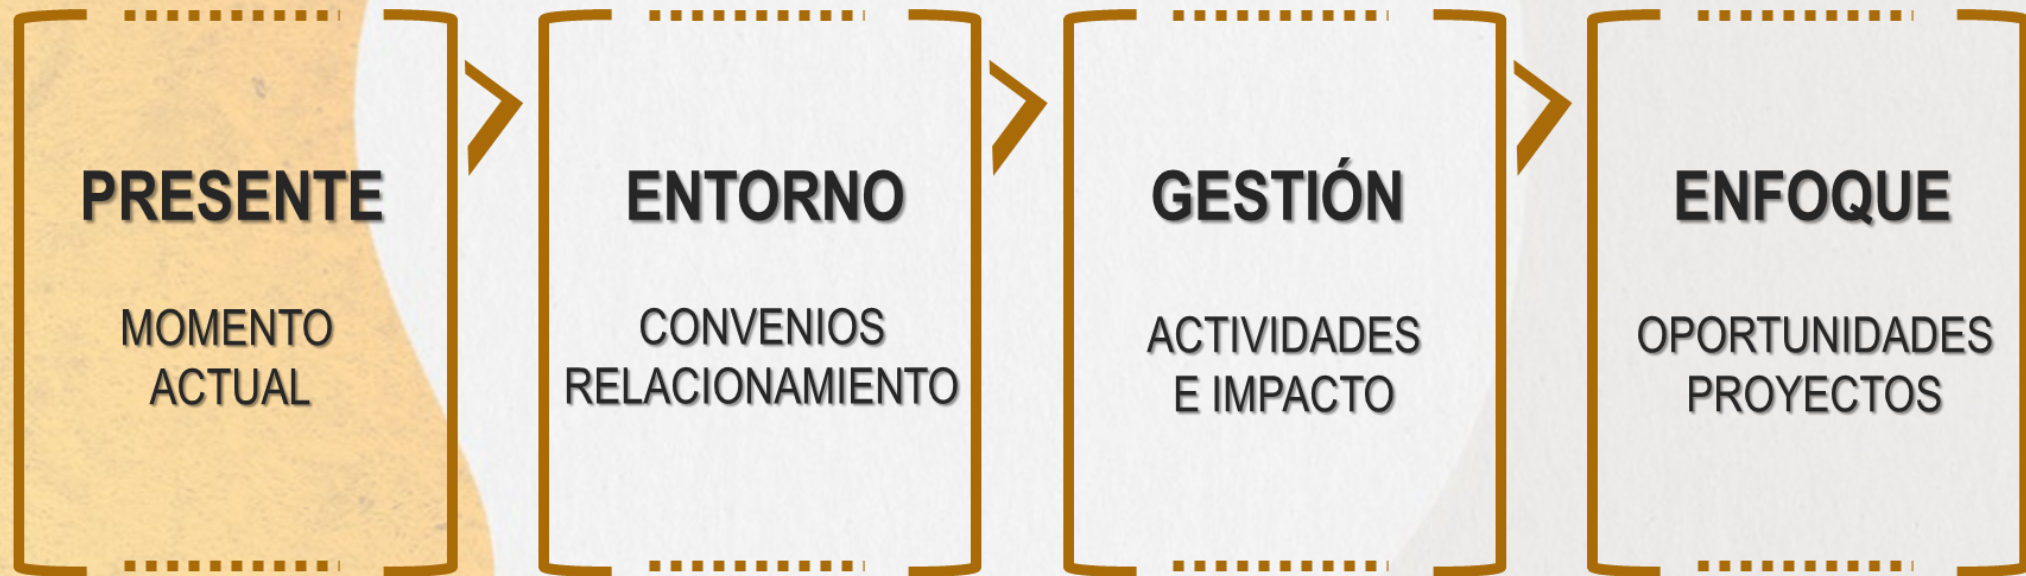 PRESENTE
MOMENTO
ACTUAL
ENTORNO
CONVENIOS
RELACIONAMIENTO
GESTIÓN
ACTIVIDADES
E IMPACTO
ENFOQUE
OPORTUNIDADES
PROYECTOS